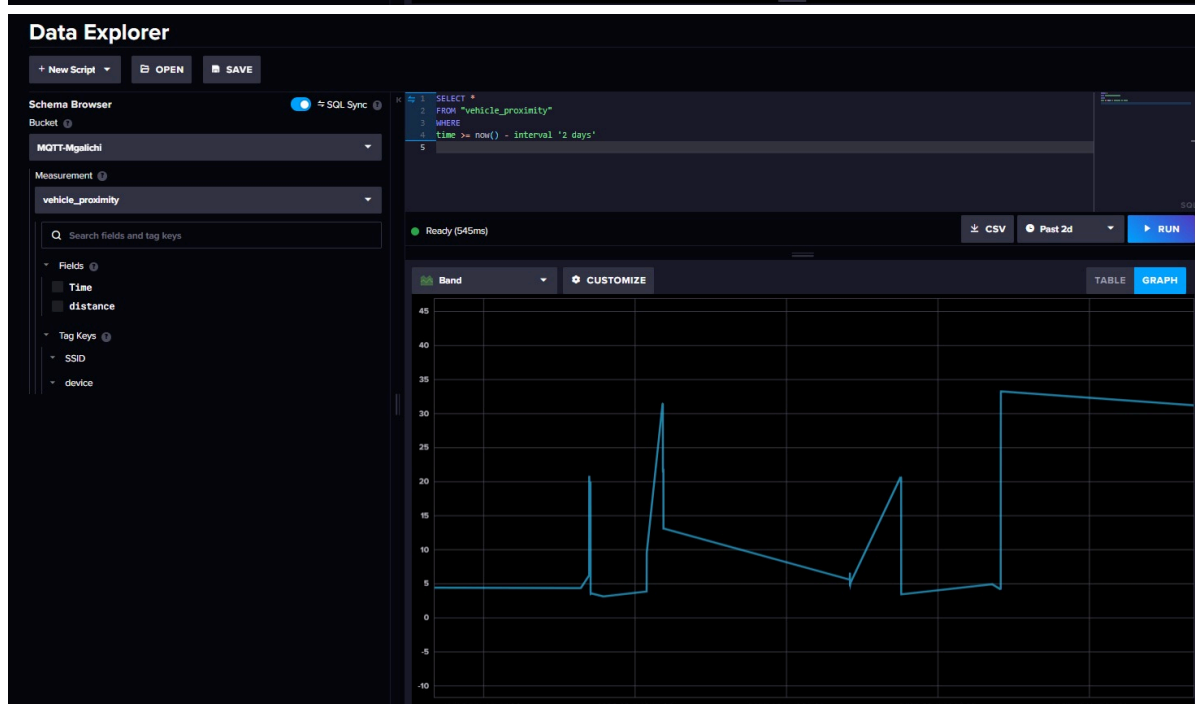 Data Explorer
+ New Script
OPEN
SAVE
Schema Browser
SQL Sync
Bucket
MQTT-Mgalichi
Measurement
vehicle_proximity
Search fields and tag keys
Fields
Time
distance
Tag Keys
SSID
device
1 SELECT *
2 FROM "vehicle_proximity"
3 WHERE
4 time >= now() - interval '2 days'
5
SQL
Ready (545ms)
CSV
Past 2d
RUN
Band
CUSTOMIZE
TABLE
GRAPH
45
40
35
30
25
20
15
10
5
0
-5
-10